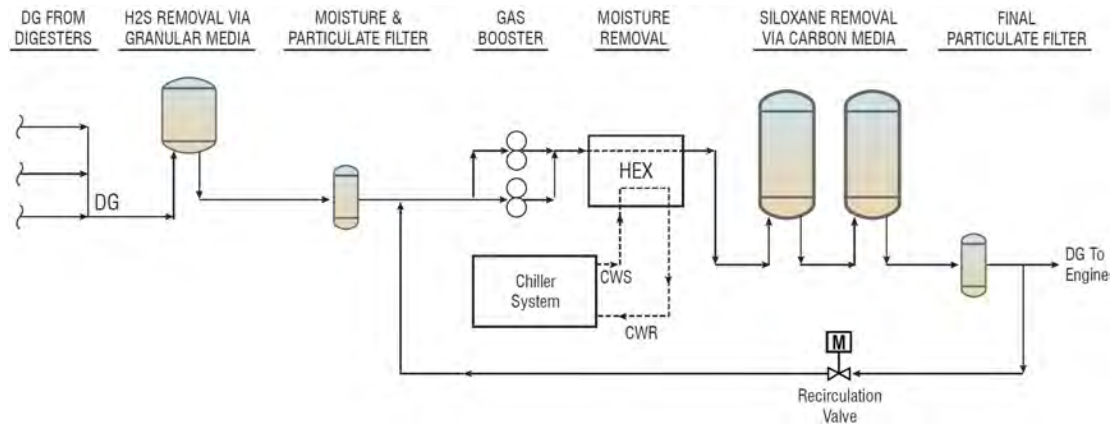 DG FROM
DIGESTERS
H2S REMOVAL VIA
GRANULAR MEDIA
MOISTURE &
PARTICULATE FILTER
GAS
BOOSTER
MOISTURE
REMOVAL
SILOXANE REMOVAL
VIA CARBON MEDIA
FINAL
PARTICULATE FILTER
DG
HEX
Chiller
System
CWS
CWR
DG To
Engine
M
Recirculation
Valve